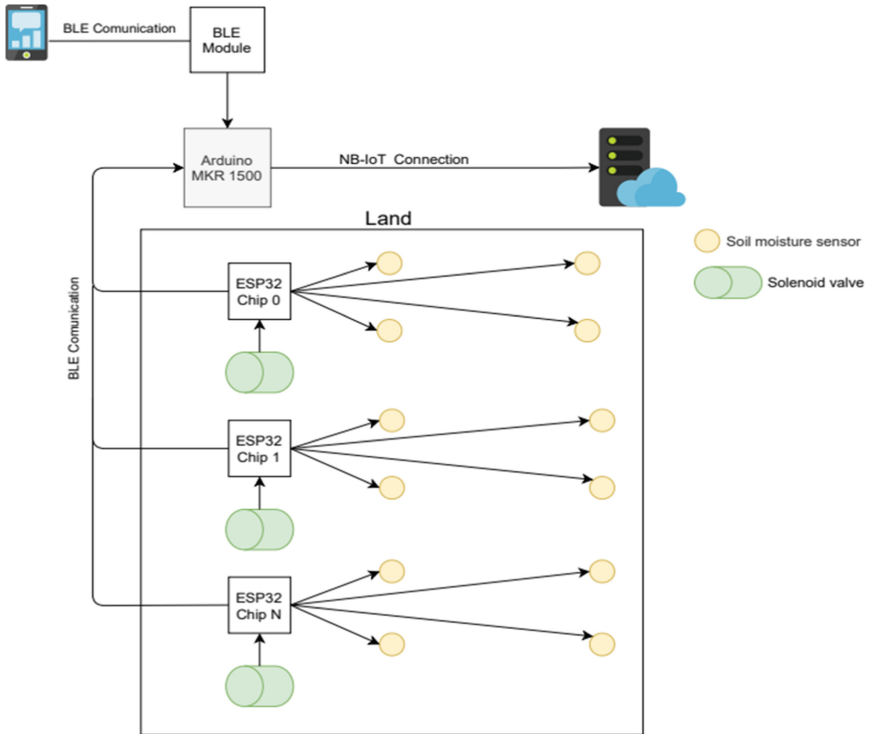 BLE Comunication
BLE
Module
Arduino
MKR 1500
NB-IoT Connection
Land
Soil moisture sensor
Solenoid valve
BLE Comunication
ESP32
Chip 0
ESP32
Chip 1
ESP32
Chip N